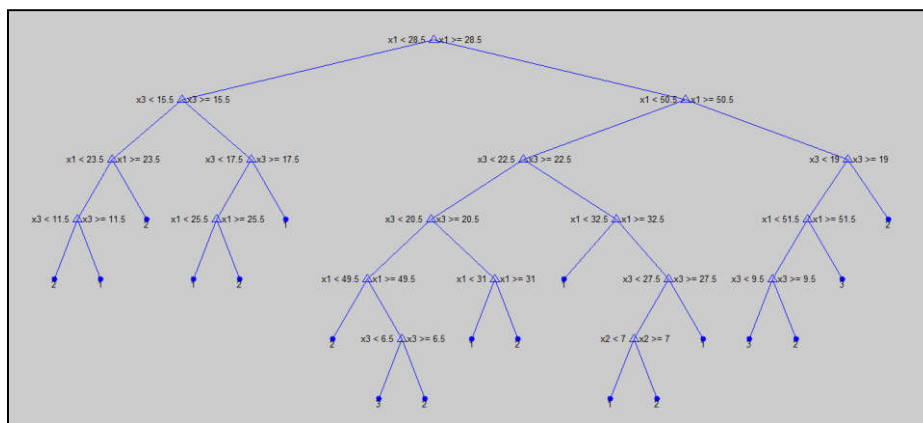 x1 < 28.5 x1 >= 28.5
x3 < 15.5 x3 >= 15.5 x1 < 50.5 x1 >= 50.5
x1 < 23.5 x1 >= 23.5 x3 < 17.5 x3 >= 17.5 x3 < 22.5 x3 >= 22.5 x3 < 19 x3 >= 19
x3 < 11.5 x3 >= 11.5 2 x1 < 25.5 x1 >= 25.5 1 x3 < 20.5 x3 >= 20.5 x1 < 32.5 x1 >= 32.5 x1 < 51.5 x1 >= 51.5 2
2 1 1 2 x1 < 49.5 x1 >= 49.5 x1 < 31 x1 >= 31 1 x3 < 27.5 x3 >= 27.5 x3 < 9.5 x3 >= 9.5 3
2 x3 < 6.5 x3 >= 6.5 1 2 x2 < 7 x2 >= 7 1 3 2
3 2 1 2